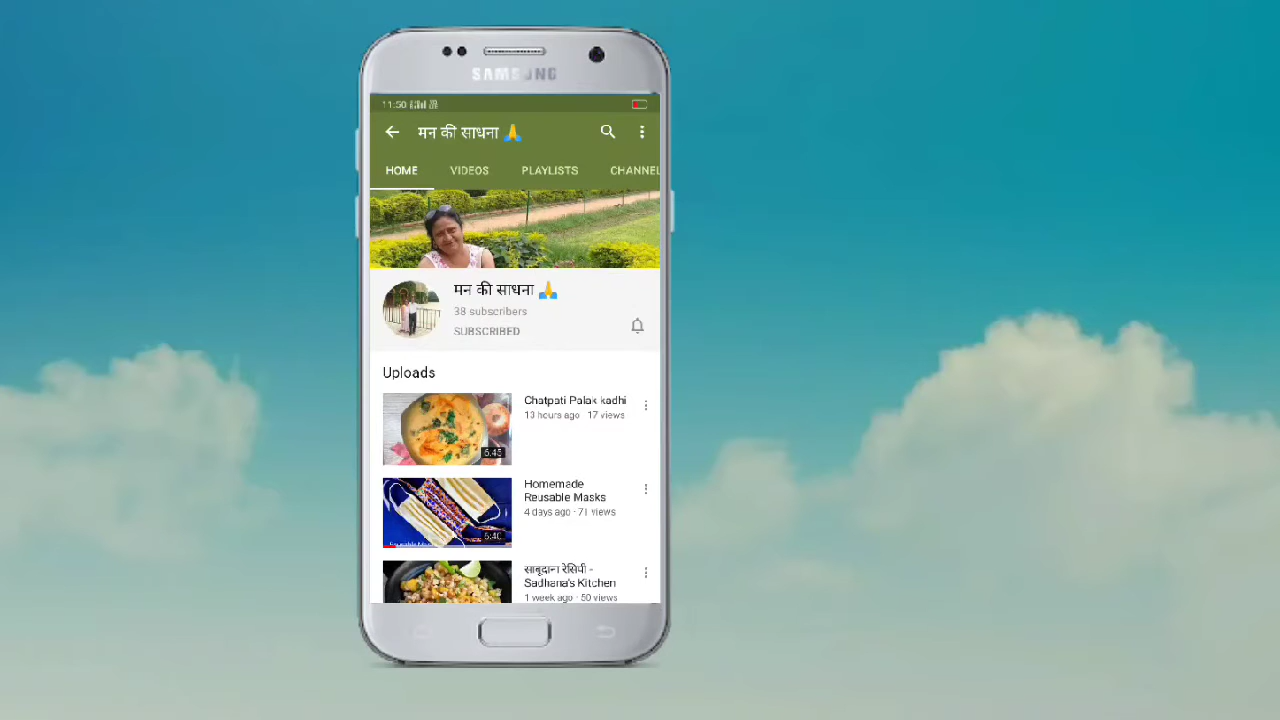 SAMSUNG
11:50
मन की साधना 🙏
HOME VIDEOS PLAYLISTS CHANNEL
मन की साधना 🙏
38 subscribers
SUBSCRIBED
Uploads
Chatpati Palak kadhi
13 hours ago · 17 views
6:45
Homemade
Reusable Masks
4 days ago · 71 views
5:40
साबूदाना रेसिपी -
Sadhana's Kitchen
1 week ago · 50 views